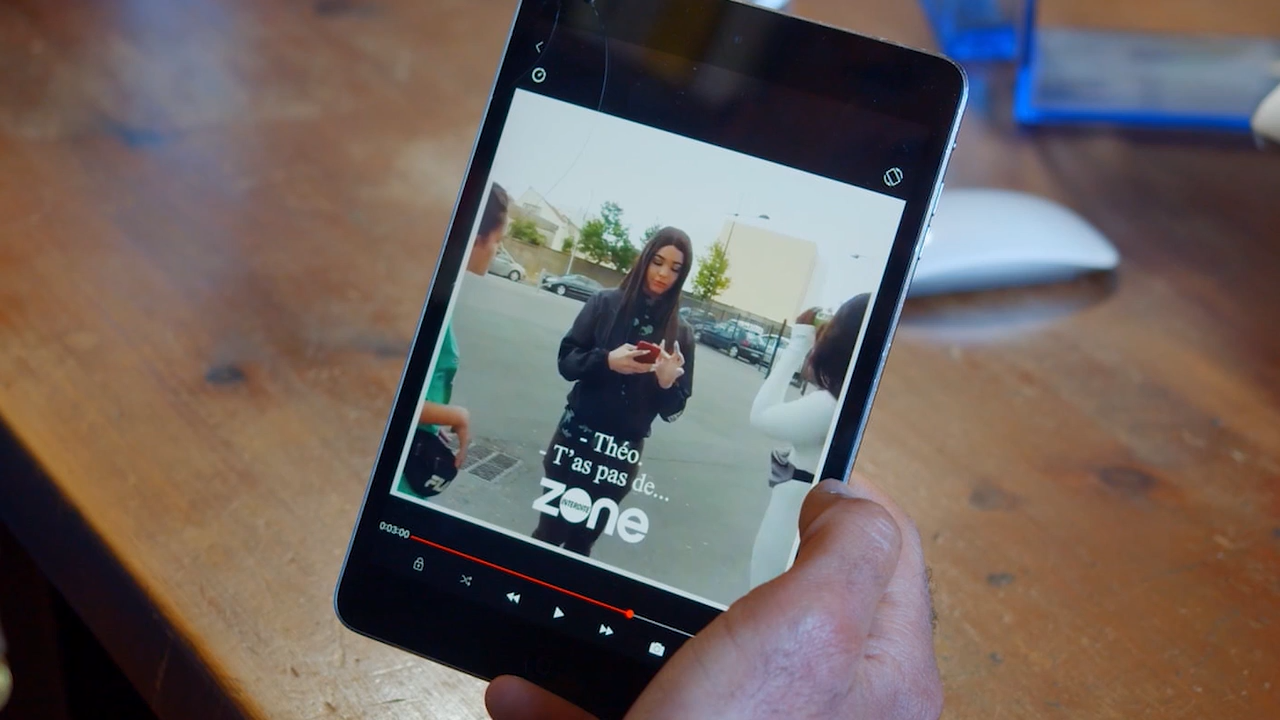 - Théo.
- T'as pas de...
zone
INTERDITE
0:03:00